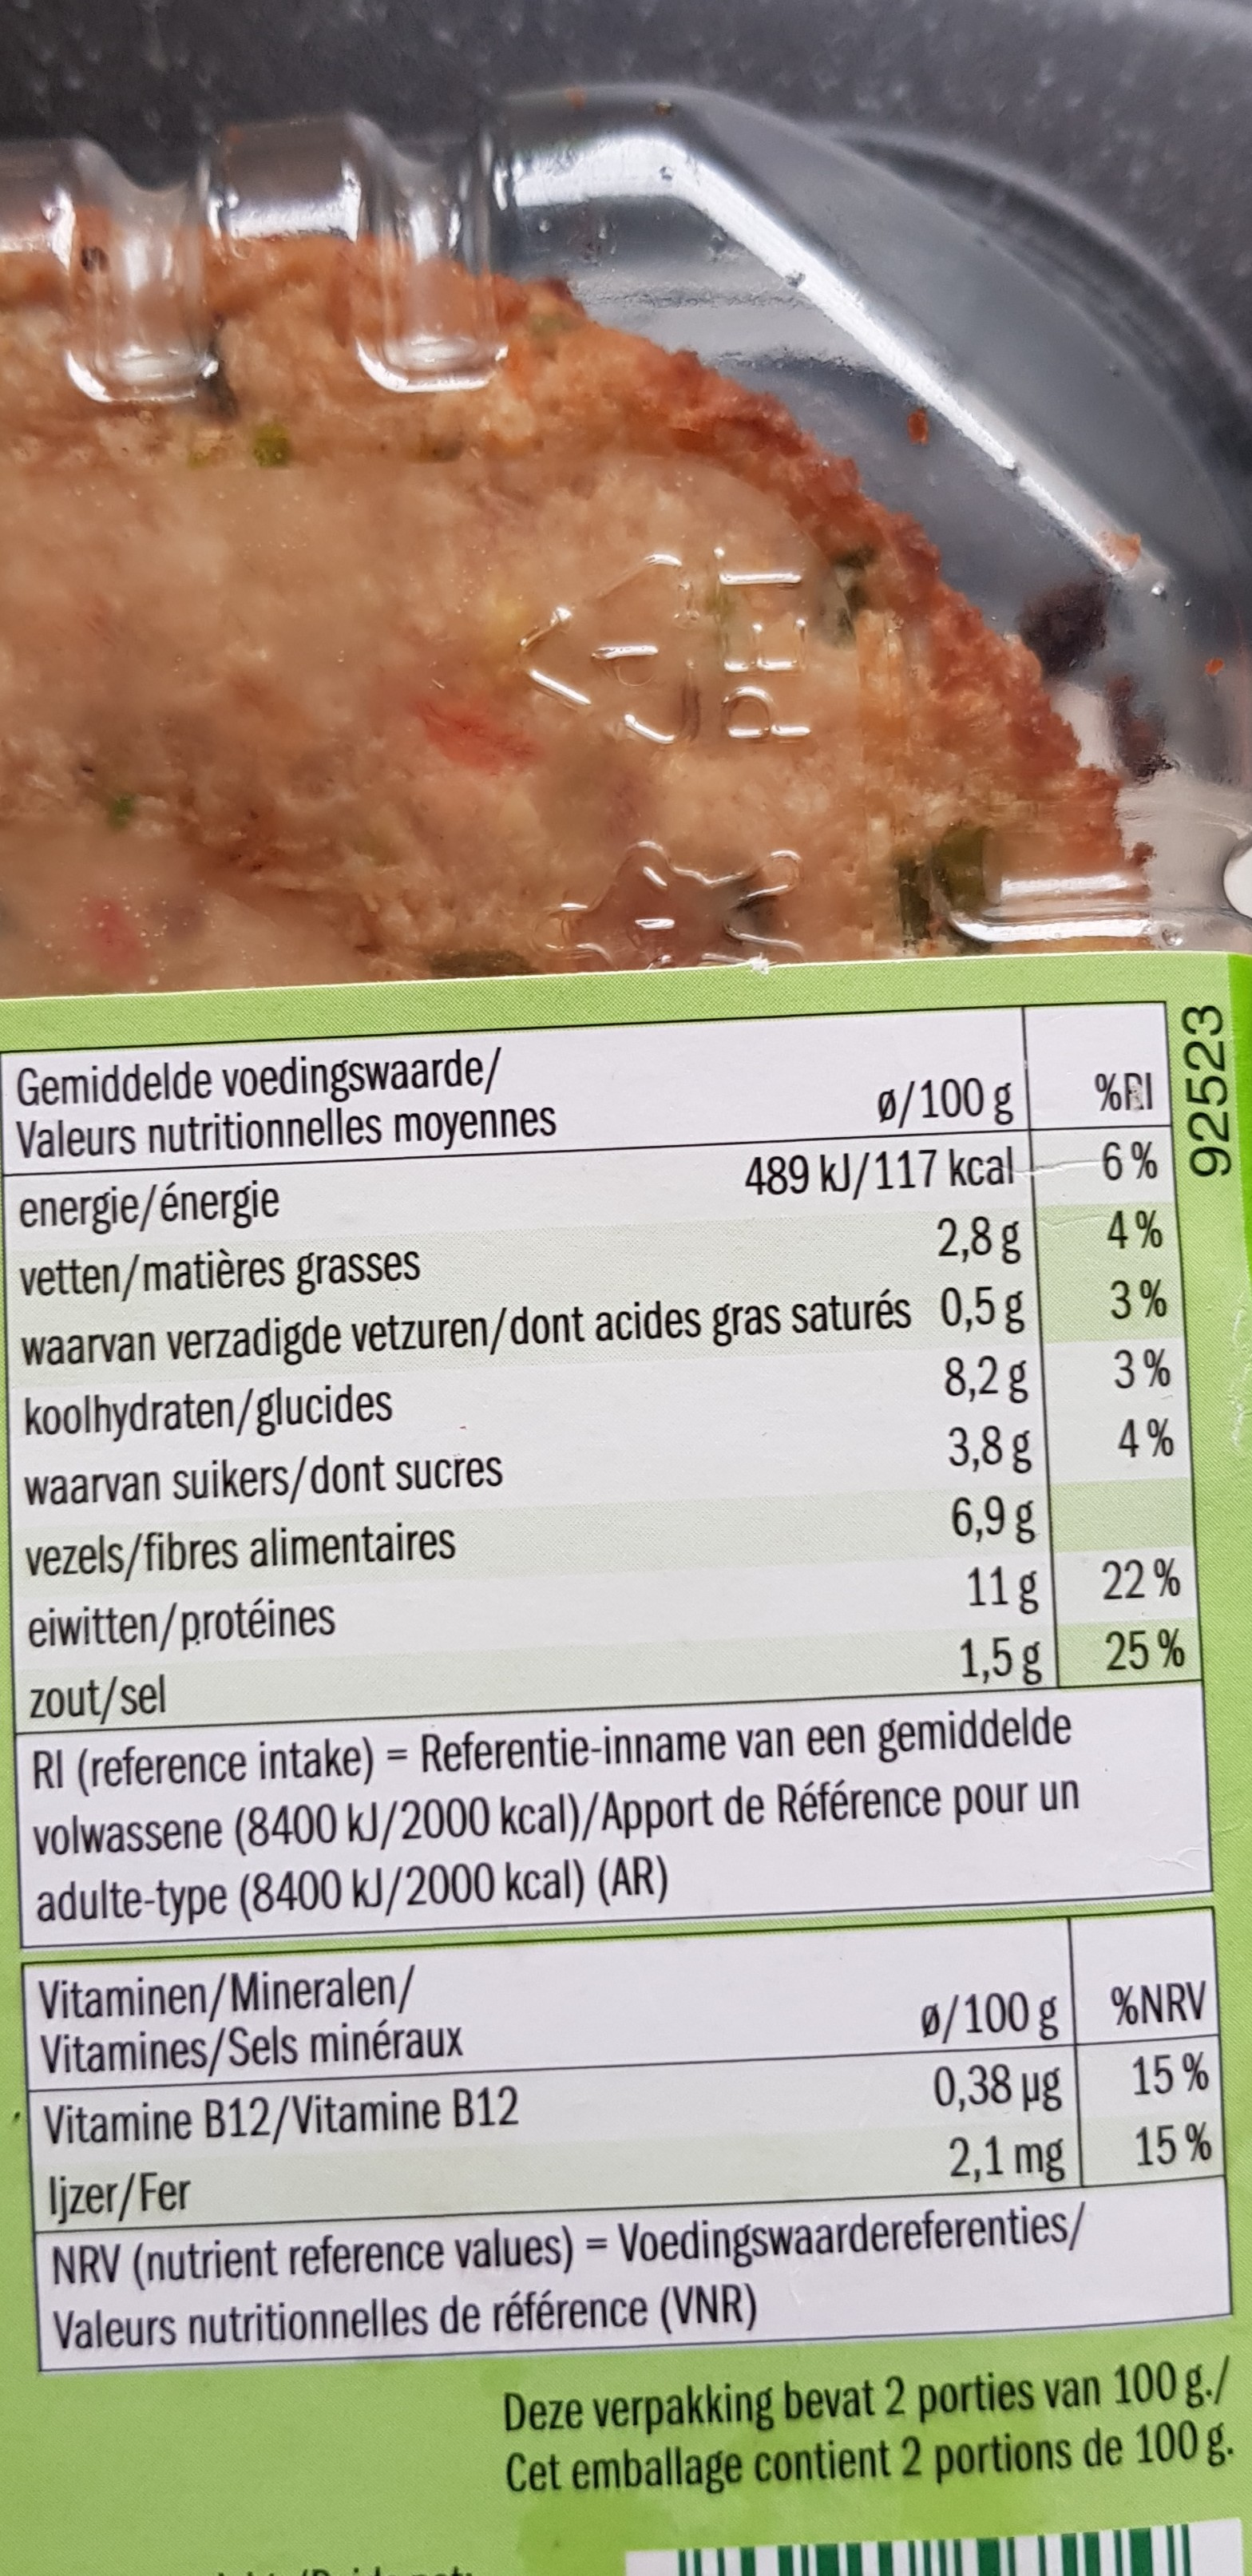 1
PET
Gemiddelde voedingswaarde/
Valeurs nutritionnelles moyennes ø/100 g %RI
energie/énergie 489 kJ/117 kcal 6 %
vetten/matières grasses 2,8 g 4 %
waarvan verzadigde vetzuren/dont acides gras saturés 0,5 g 3 %
koolhydraten/glucides 8,2 g 3 %
waarvan suikers/dont sucres 3,8 g 4 %
vezels/fibres alimentaires 6,9 g
eiwitten/protéines 11 g 22 %
zout/sel 1,5 g 25 %
RI (reference intake) = Referentie-inname van een gemiddelde
volwassene (8400 kJ/2000 kcal)/Apport de Référence pour un
adulte-type (8400 kJ/2000 kcal) (AR)
92523
Vitaminen/Mineralen/
Vitamines/Sels minéraux ø/100 g %NRV
Vitamine B12/Vitamine B12 0,38 µg 15 %
Ijzer/Fer 2,1 mg 15 %
NRV (nutrient reference values) = Voedingswaardereferenties/
Valeurs nutritionnelles de référence (VNR)
Deze verpakking bevat 2 porties van 100 g./
Cet emballage contient 2 portions de 100 g.